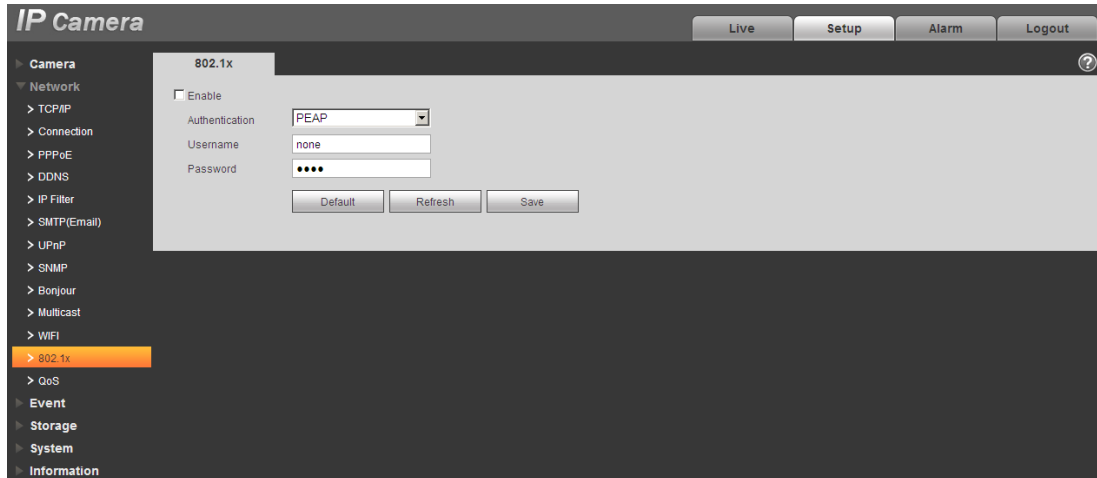 IP Camera
Live Setup Alarm Logout
Camera
802.1x
?
Network
Enable
> TCP/IP
Authentication PEAP
> Connection
Username none
> PPPoE
Password ••••
> DDNS
> IP Filter
Default Refresh Save
> SMTP(Email)
> UPnP
> SNMP
> Bonjour
> Multicast
> WIFI
> 802.1x
> QoS
Event
Storage
System
Information